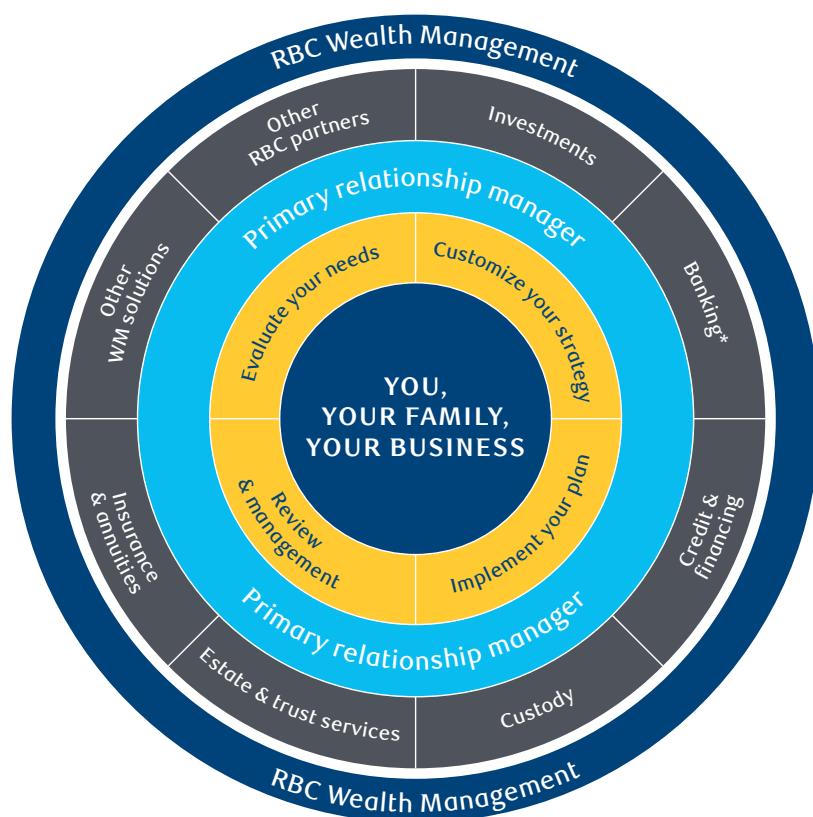 RBC Wealth Management
Other
RBC partners
Investments
Banking*
Credit &
financing
Custody
Estate & trust services
Insurance
& annuities
Other
WM solutions
Primary relationship manager
Evaluate your needs
Customize your strategy
Implement your plan
Review
& management
YOU,
YOUR FAMILY,
YOUR BUSINESS
Primary relationship manager
RBC Wealth Management